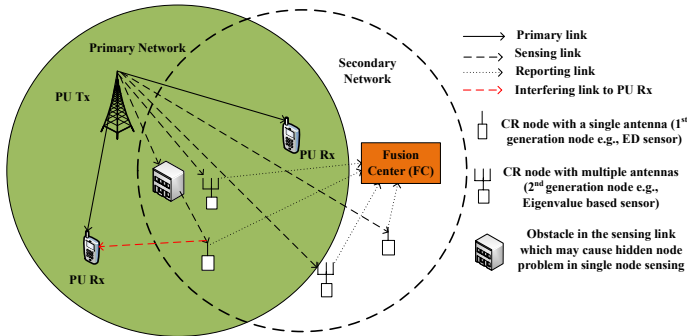 Primary Network
PU Tx
PU Rx
PU Rx
Secondary
Network
Fusion
Center (FC)
Primary link
Sensing link
Reporting link
Interfering link to PU Rx
CR node with a single antenna (1st
generation node e.g., ED sensor)
CR node with multiple antennas
(2nd generation node e.g.,
Eigenvalue based sensor)
Obstacle in the sensing link
which may cause hidden node
problem in single node sensing